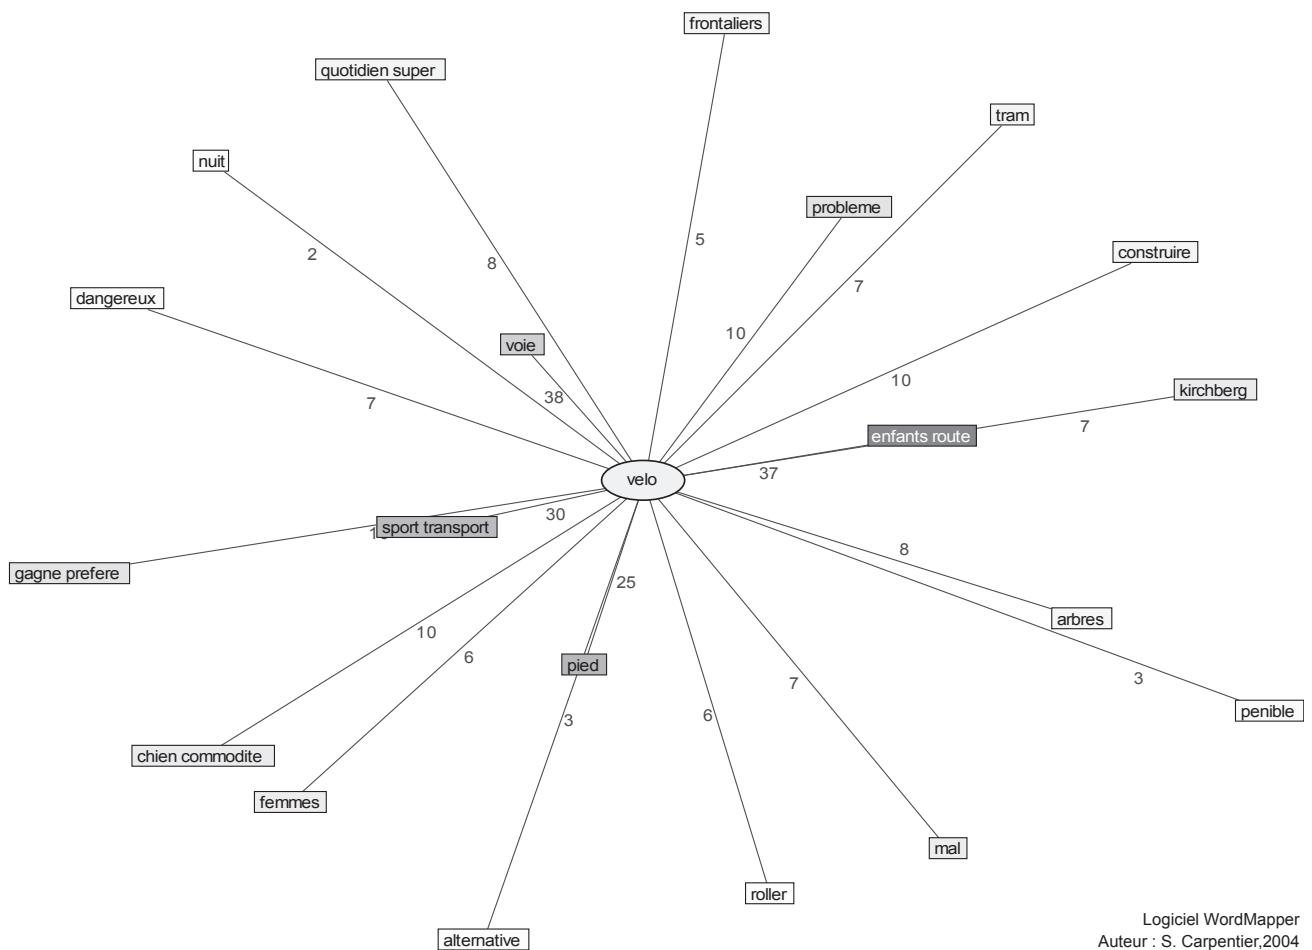 frontaliers
quotidien super
tram
nuit
probleme
5
construire
2
8
7
dangereux
10
voie
10
kirchberg
38
7
7
enfants route
37
velo
30
sport transport
8
gagne prefere
25
arbres
10
6
pied
3
7
penible
3
6
chien commodite
femmes
mal
roller
alternative
Logiciel WordMapper
Auteur : S. Carpentier,2004